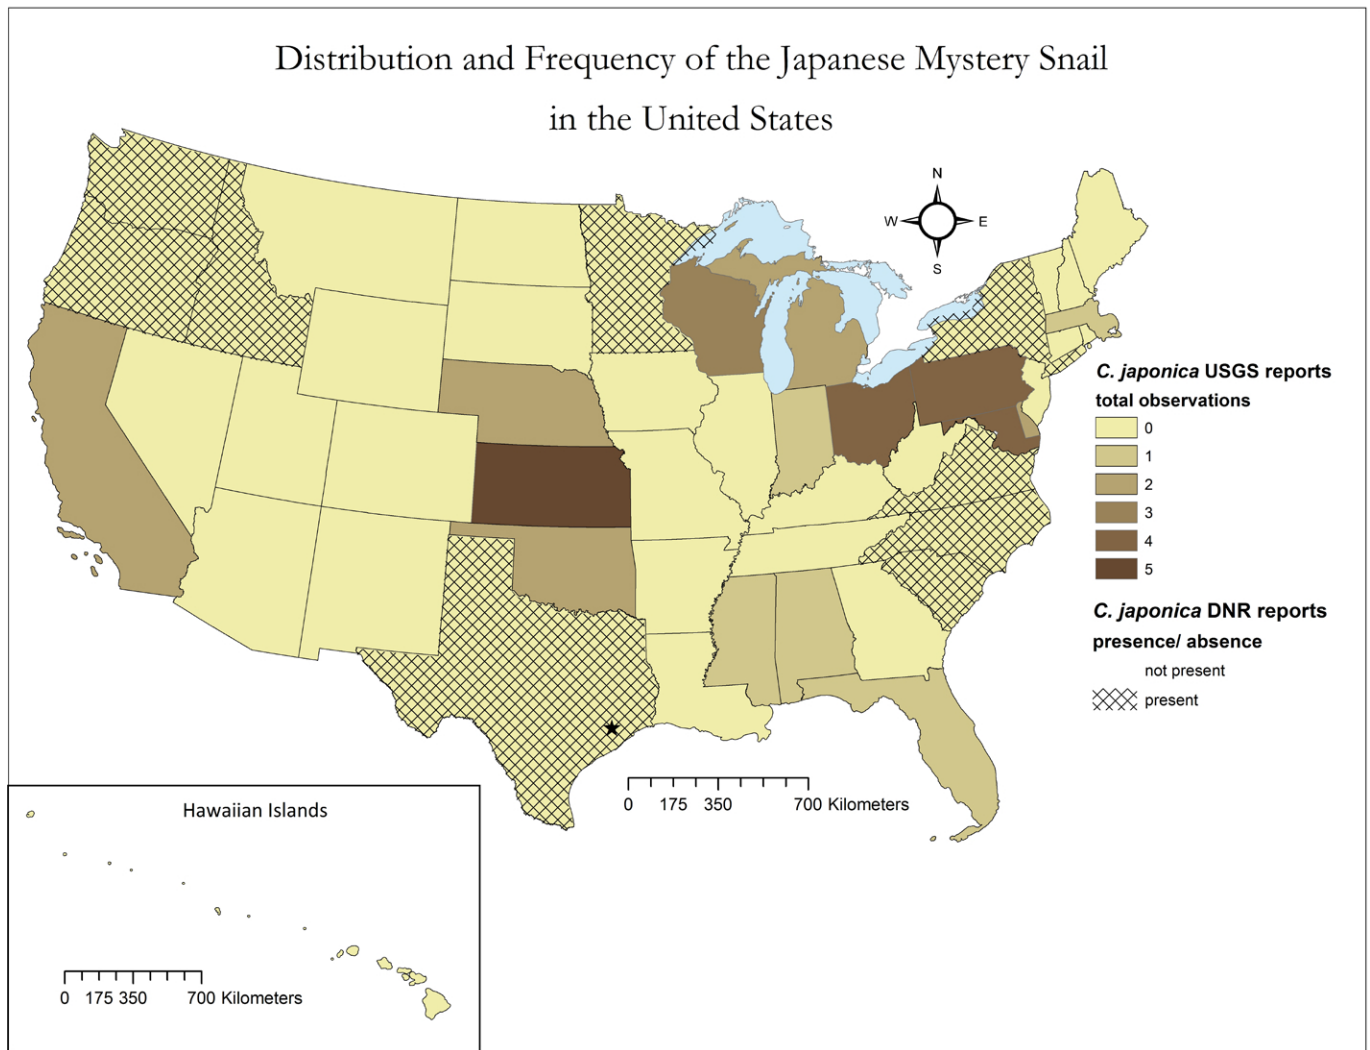 Distribution and Frequency of the Japanese Mystery Snail
in the United States
N
W E
S
C. japonica USGS reports
total observations
0
1
2
3
4
5
C. japonica DNR reports
presence/ absence
not present
present
0 175 350 700 Kilometers
Hawaiian Islands
0 175 350 700 Kilometers